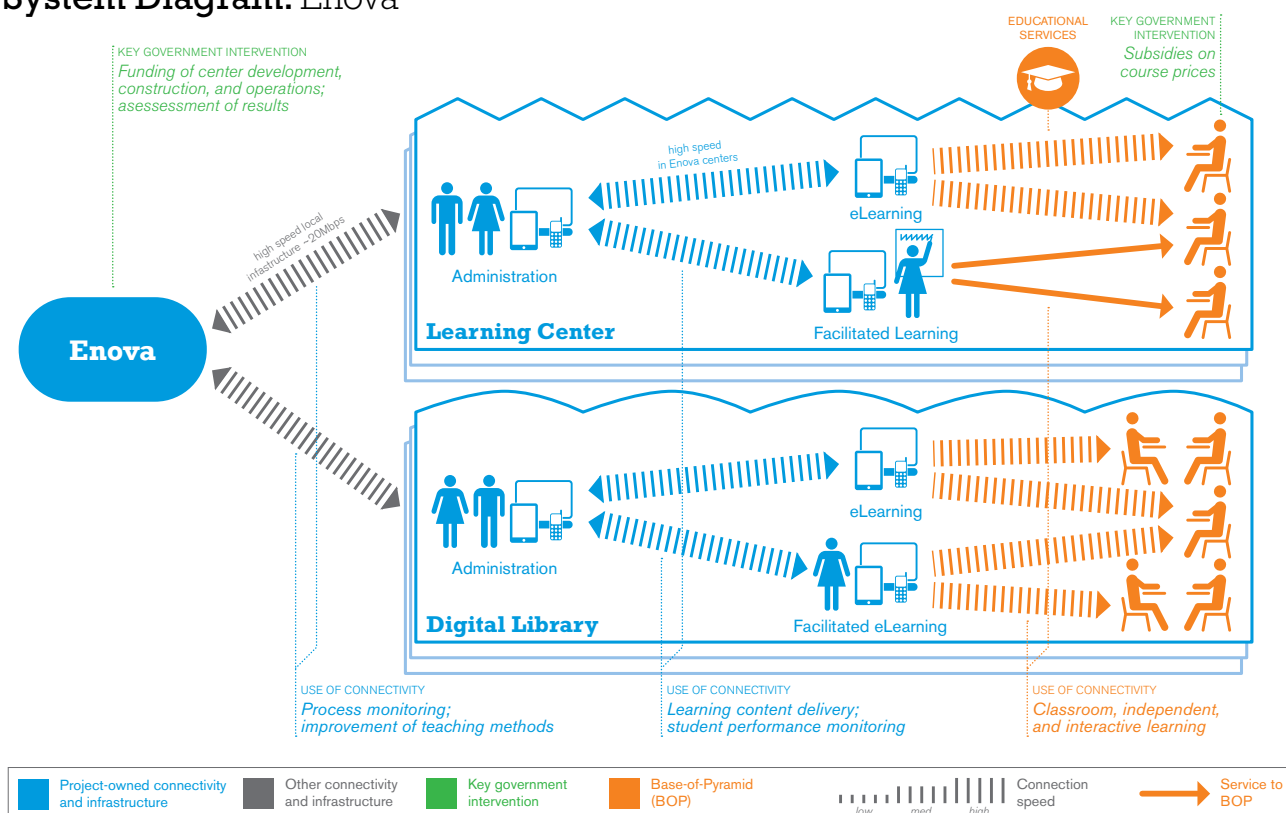 System Diagram: Enova
KEY GOVERNMENT INTERVENTION
Funding of center development,
construction, and operations;
asessessment of results
EDUCATIONAL
SERVICES
KEY GOVERNMENT
INTERVENTION
Subsidies on
course prices
high speed local
infastructure ~20Mbps
high speed
in Enova centers
Administration
eLearning
Facilitated Learning
Learning Center
Enova
Administration
eLearning
Facilitated eLearning
Digital Library
USE OF CONNECTIVITY
Process monitoring;
improvement of teaching methods
USE OF CONNECTIVITY
Learning content delivery;
student performance monitoring
USE OF CONNECTIVITY
Classroom, independent,
and interactive learning
Project-owned connectivity
and infrastructure
Other connectivity
and infrastructure
Key government
intervention
Base-of-Pyramid
(BOP)
low med high
Connection
speed
Service to
BOP